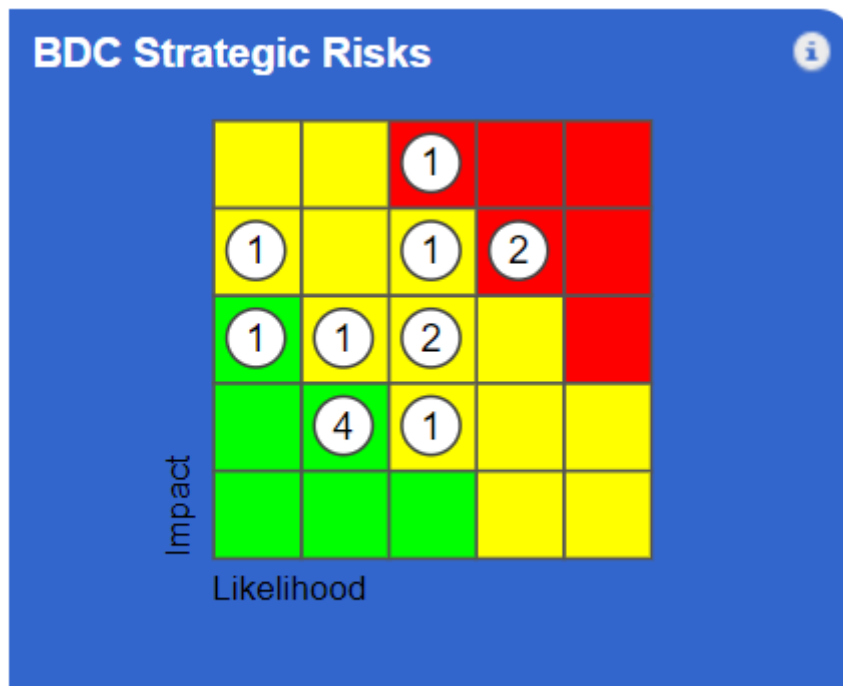 BDC Strategic Risks
1
1 1 2
1 1 2
4 1
Impact
Likelihood